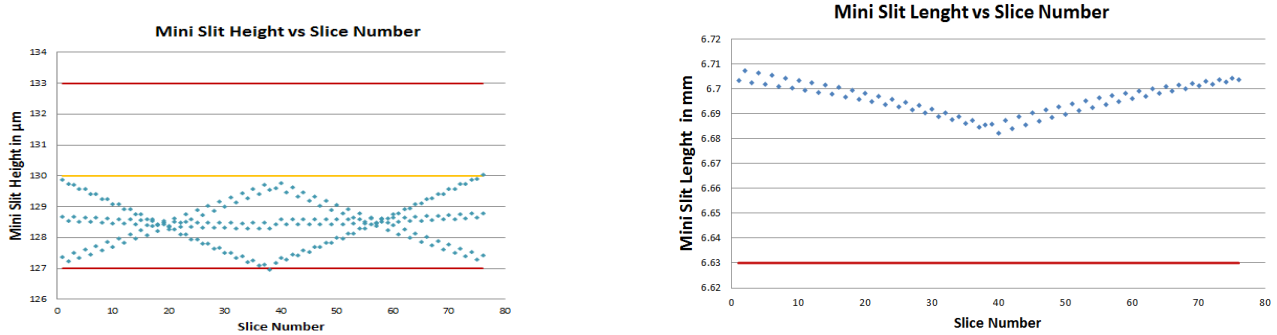 Mini Slit Height vs Slice Number
Mini Slit Height in µm
134
133
132
131
130
129
128
127
126
0 10 20 30 40 50 60 70 80
Slice Number
Mini Slit Lenght vs Slice Number
Mini Slit Lenght in mm
6.72
6.71
6.7
6.69
6.68
6.67
6.66
6.65
6.64
6.63
6.62
0 10 20 30 40 50 60 70 80
Slice Number